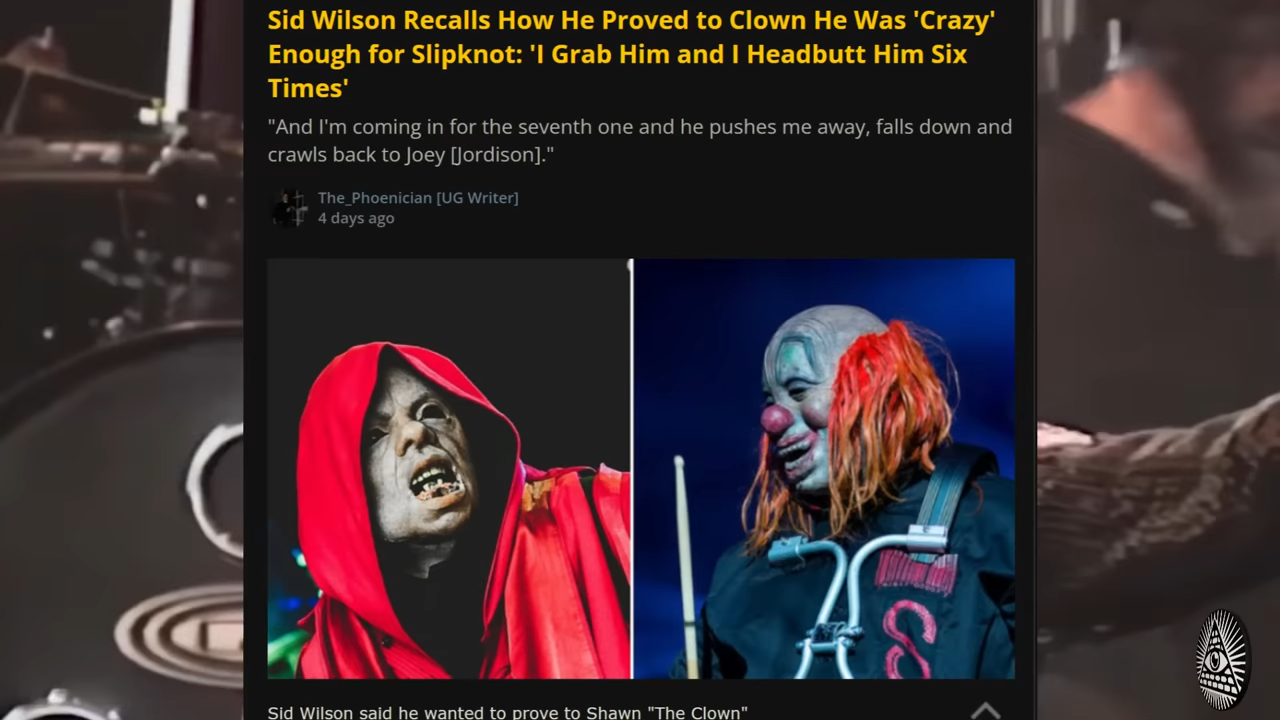 Sid Wilson Recalls How He Proved to Clown He Was 'Crazy'
Enough for Slipknot: 'I Grab Him and I Headbutt Him Six
Times'
"And I'm coming in for the seventh one and he pushes me away, falls down and
crawls back to Joey [Jordison]."
The_Phoenician [UG Writer]
4 days ago
Sid Wilson said he wanted to prove to Shawn "The Clown"